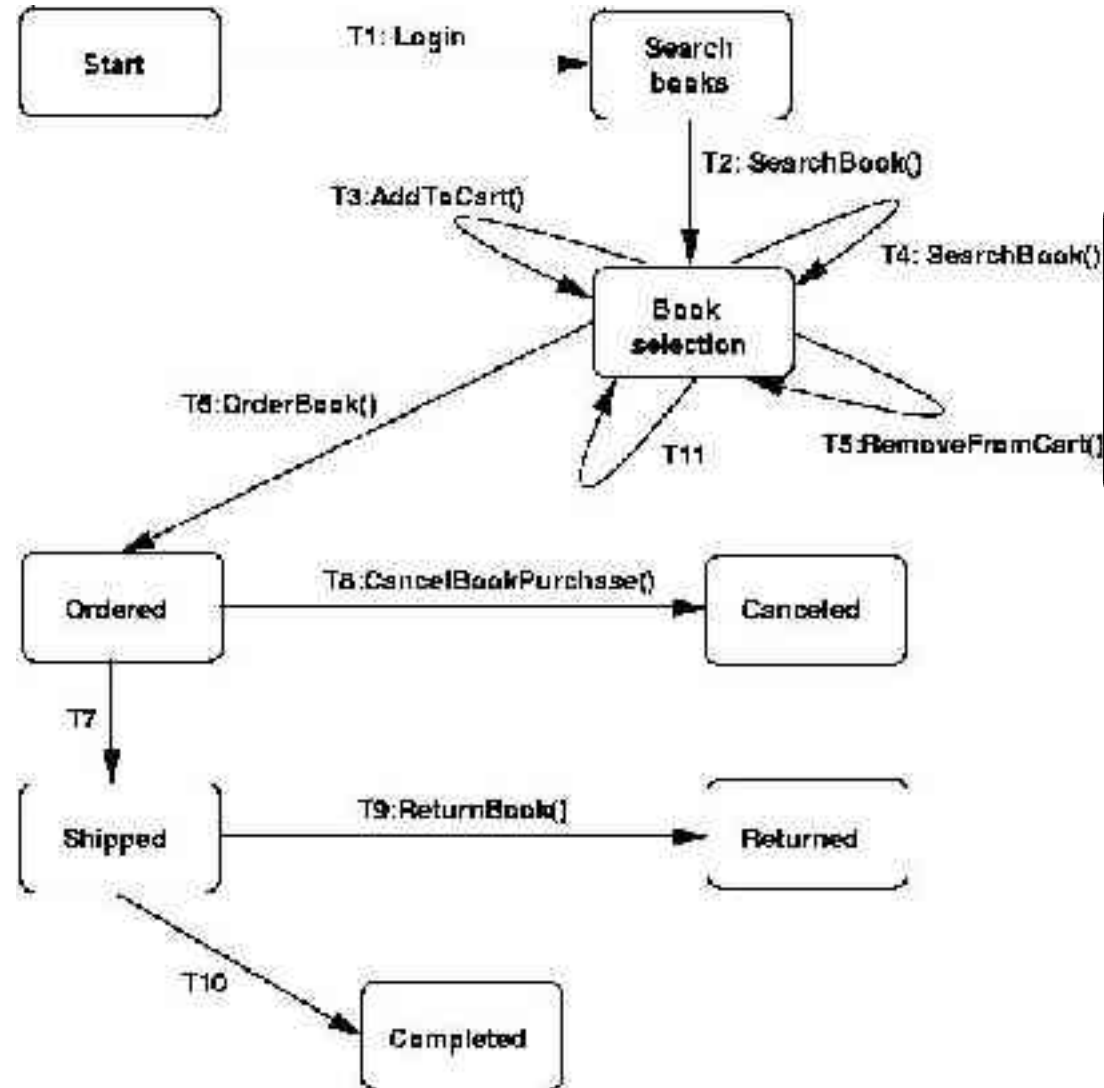 Start
T1: Login
Search
books
T2: SearchBook()
T3:AddToCart()
T4: SearchBook()
Book
selection
T6:OrderBook()
T11
T5:RemoveFromCart()
Ordered
T8:CancelBookPurchase()
Canceled
T7
Shipped
T9:ReturnBook()
Returned
T10
Completed